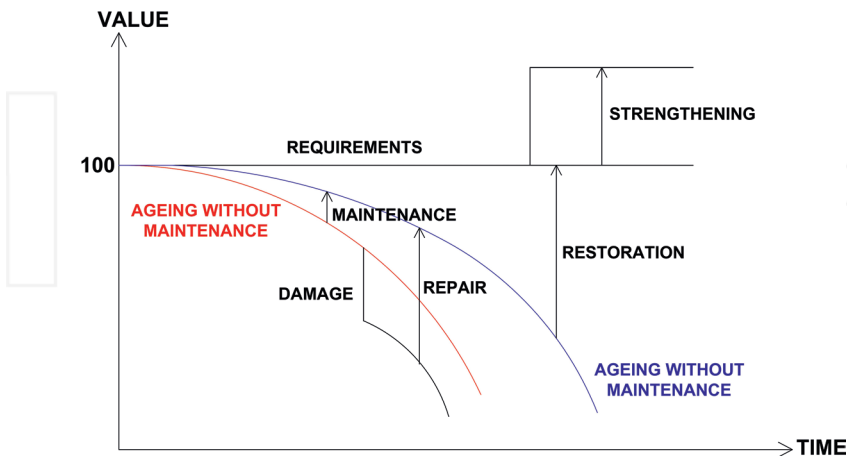 VALUE
STRENGTHENING
REQUIREMENTS
100
AGEING WITHOUT
MAINTENANCE
MAINTENANCE
RESTORATION
DAMAGE
REPAIR
AGEING WITHOUT
MAINTENANCE
TIME